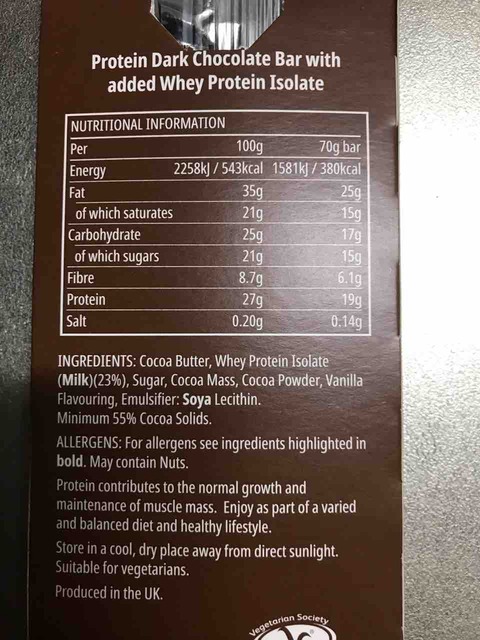 Protein Dark Chocolate Bar with
added Whey Protein Isolate
NUTRITIONAL INFORMATION
Per 100g 70g bar
Energy 2258kJ / 543kcal 1581kJ / 380kcal
Fat 35g 25g
of which saturates 21g 15g
Carbohydrate 25g 17g
of which sugars 21g 15g
Fibre 8.7g 6.1g
Protein 27g 19g
Salt 0.20g 0.14g
INGREDIENTS: Cocoa Butter, Whey Protein Isolate
(Milk)(23%), Sugar, Cocoa Mass, Cocoa Powder, Vanilla
Flavouring, Emulsifier: Soya Lecithin.
Minimum 55% Cocoa Solids.
ALLERGENS: For allergens see ingredients highlighted in
bold. May contain Nuts.
Protein contributes to the normal growth and
maintenance of muscle mass. Enjoy as part of a varied
and balanced diet and healthy lifestyle.
Store in a cool, dry place away from direct sunlight.
Suitable for vegetarians.
Produced in the UK.
Vegetarian Society